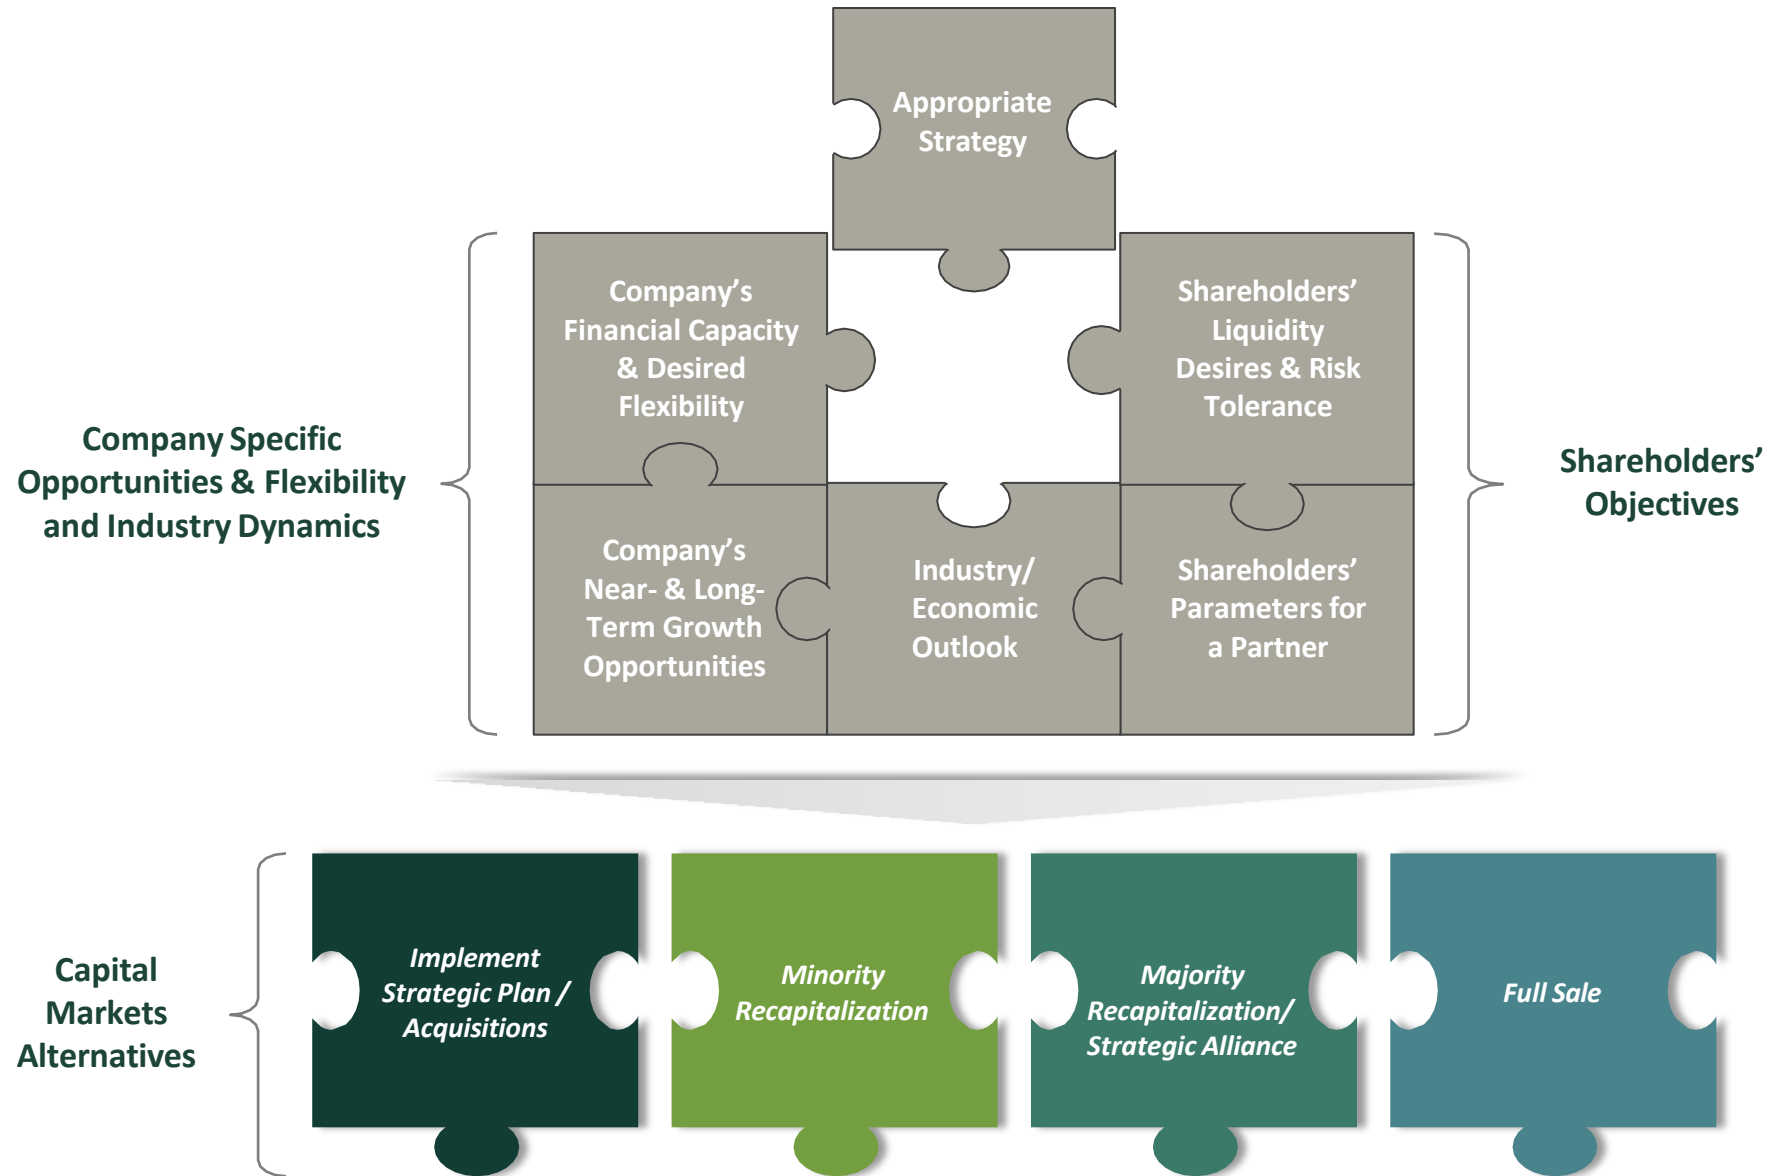 Appropriate
Strategy
Company’s
Financial Capacity
& Desired
Flexibility
Shareholders’
Liquidity
Desires & Risk
Tolerance
Company Specific
Opportunities & Flexibility
and Industry Dynamics
Shareholders’
Objectives
Company’s
Near- & Long-
Term Growth
Opportunities
Industry/
Economic
Outlook
Shareholders’
Parameters for
a Partner
Capital
Markets
Alternatives
Implement
Strategic Plan /
Acquisitions
Minority
Recapitalization
Majority
Recapitalization/
Strategic Alliance
Full Sale